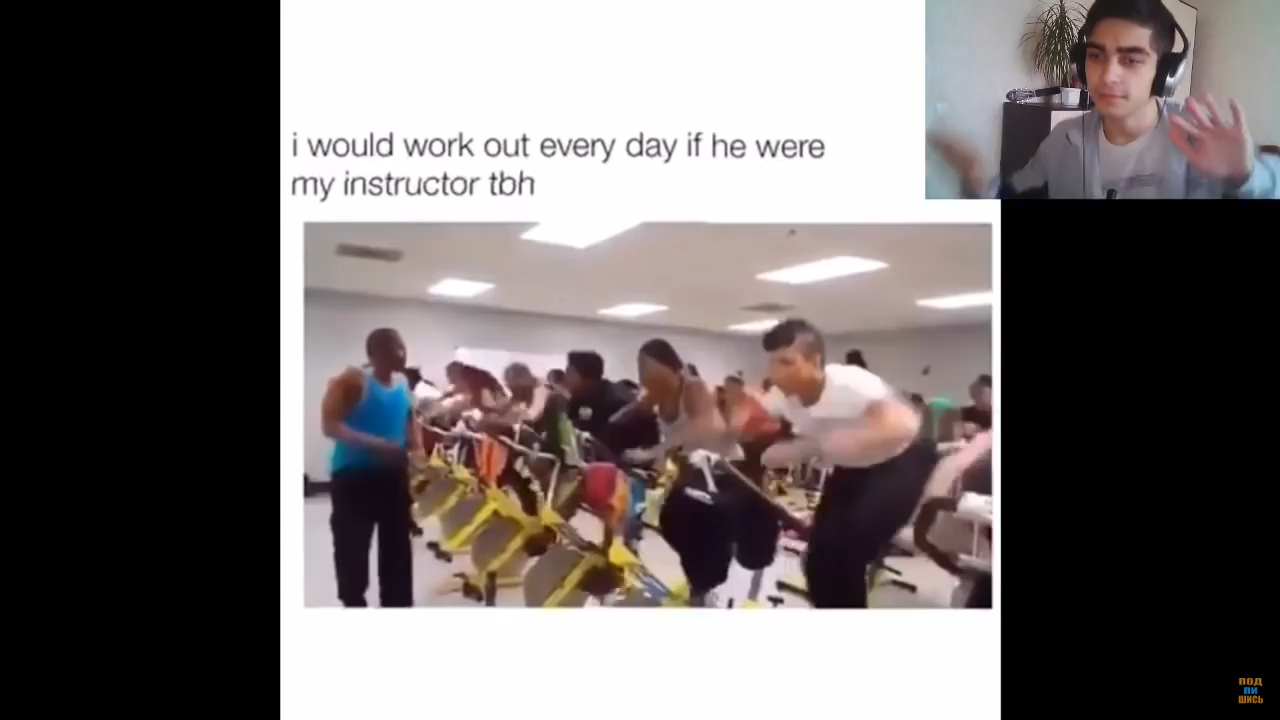 i would work out every day if he were
my instructor tbh
ПОД
ПИ
ШИСЬ